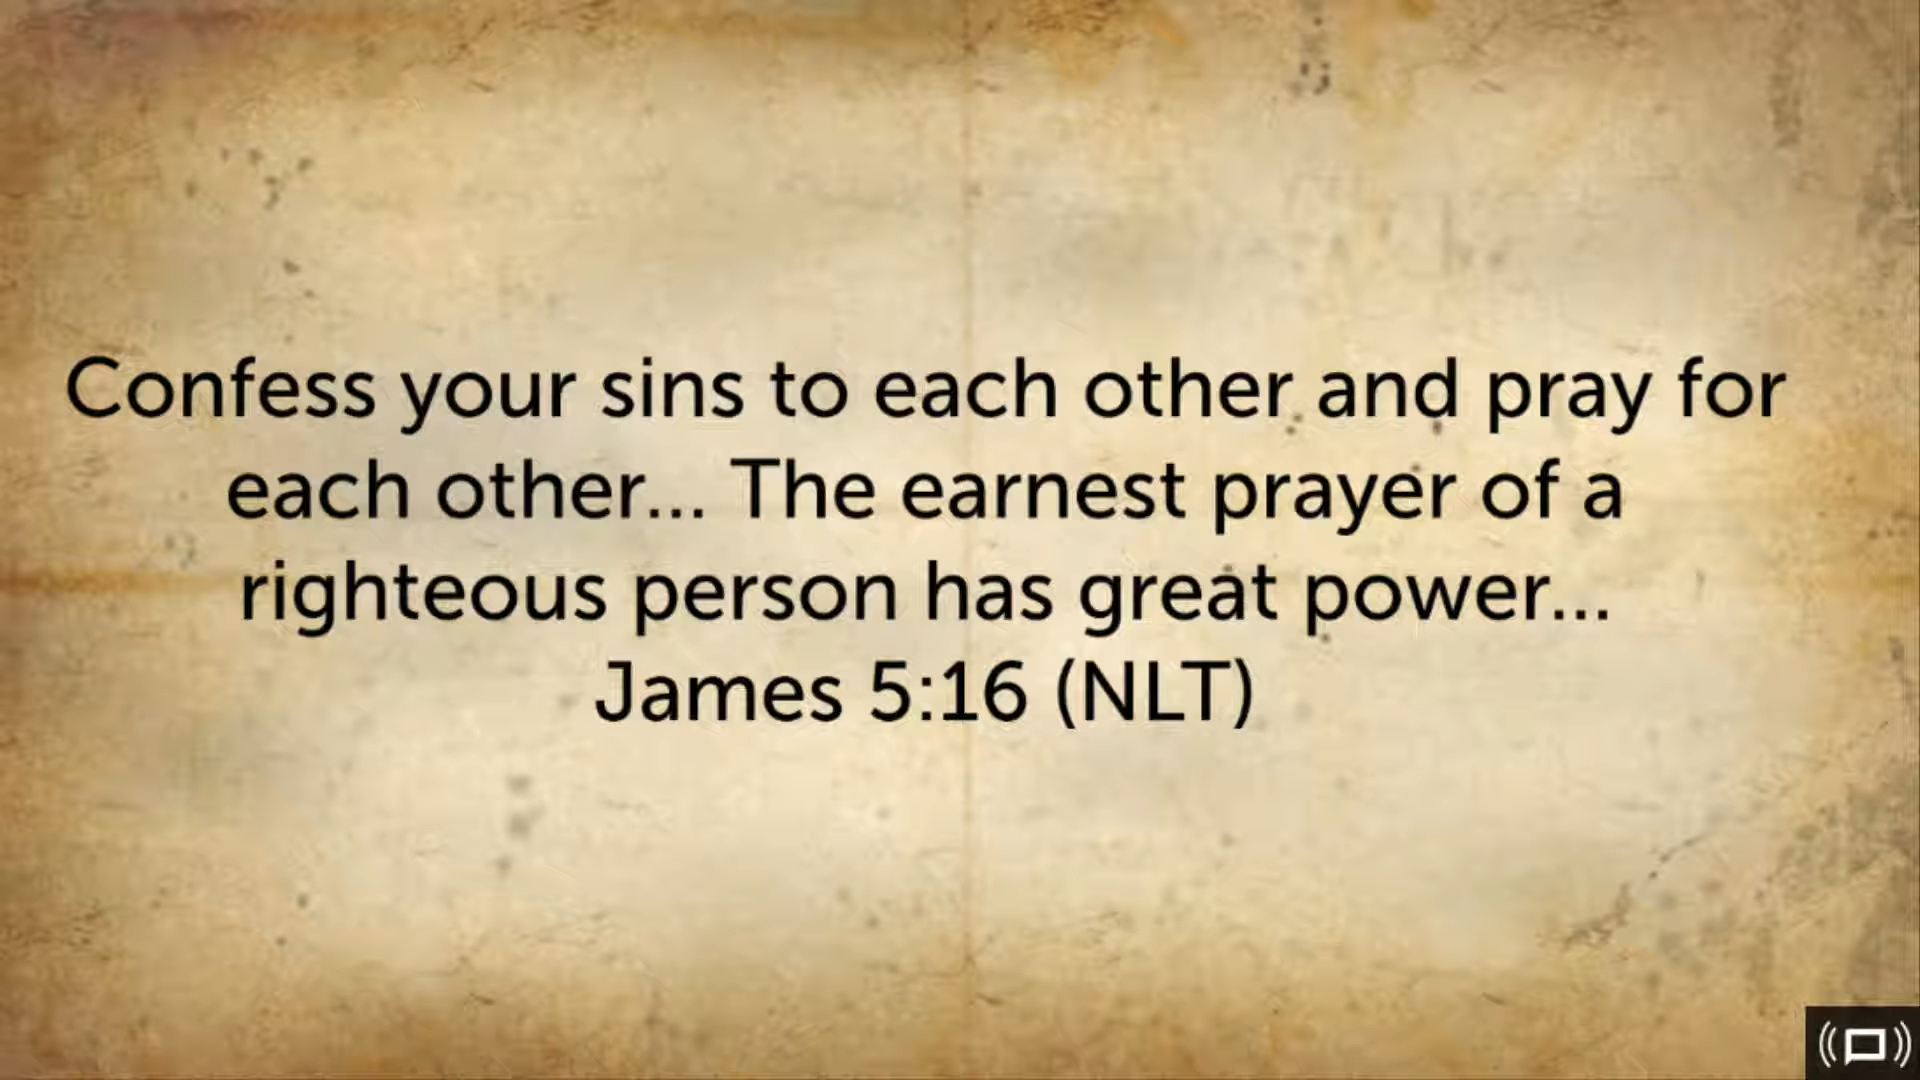 Confess your sins to each other and pray for
each other... The earnest prayer of a
righteous person has great power...
James 5:16 (NLT)